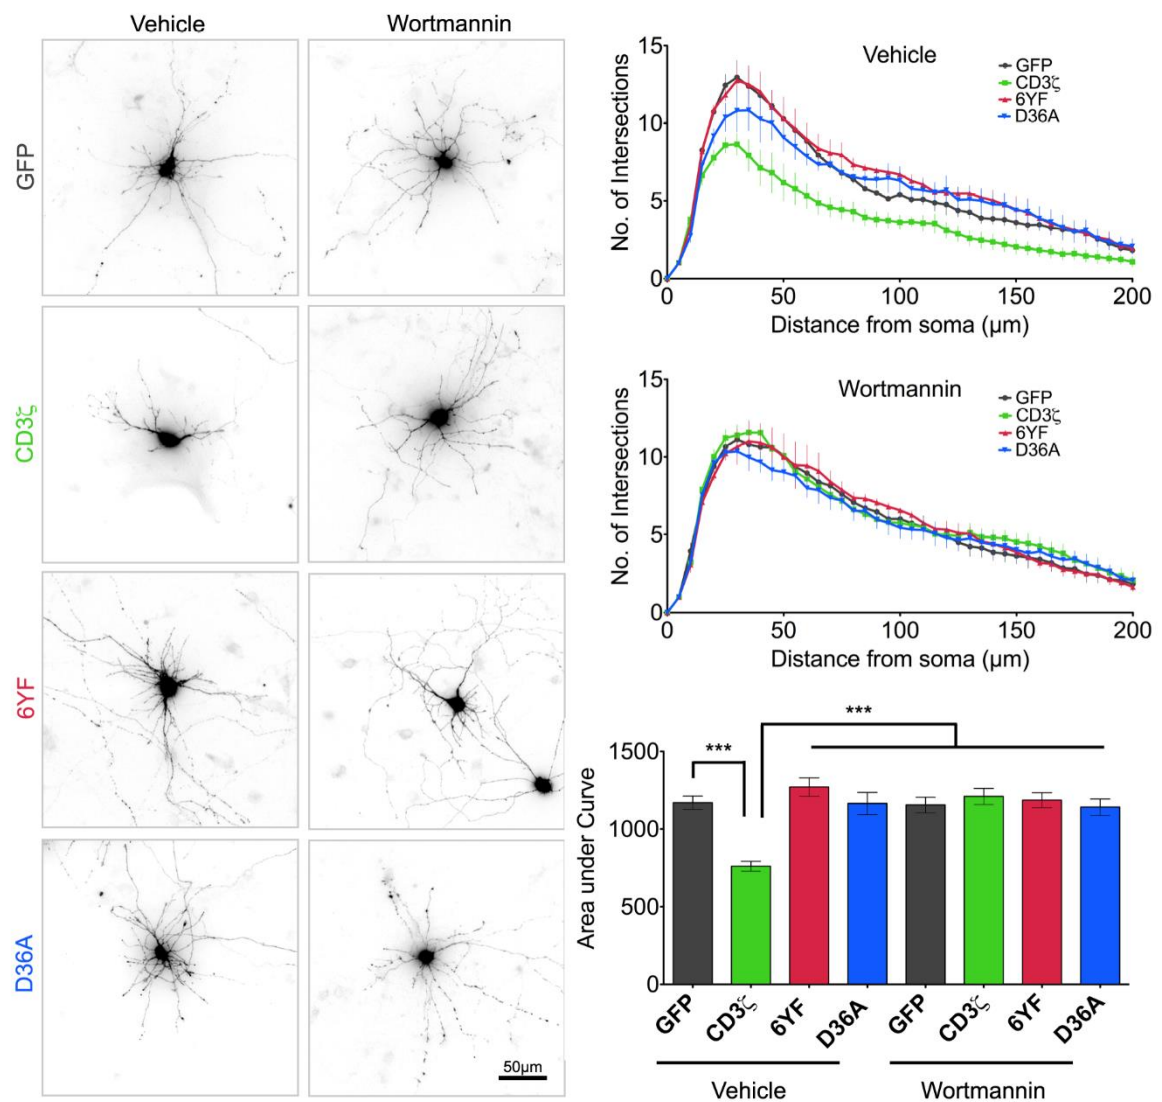 Vehicle
Wortmannin
GFP
CD3ζ
6YF
D36A
50µm
15
10
5
0
No. of Intersections
Vehicle
GFP
CD3ζ
6YF
D36A
0
50
100
150
200
Distance from soma (µm)
15
10
5
0
No. of Intersections
Wortmannin
GFP
CD3ζ
6YF
D36A
0
50
100
150
200
Distance from soma (µm)
***
***
1500
1000
500
0
Area under Curve
GFP
CD3ζ
6YF
D36A
GFP
CD3ζ
6YF
D36A
Vehicle
Wortmannin